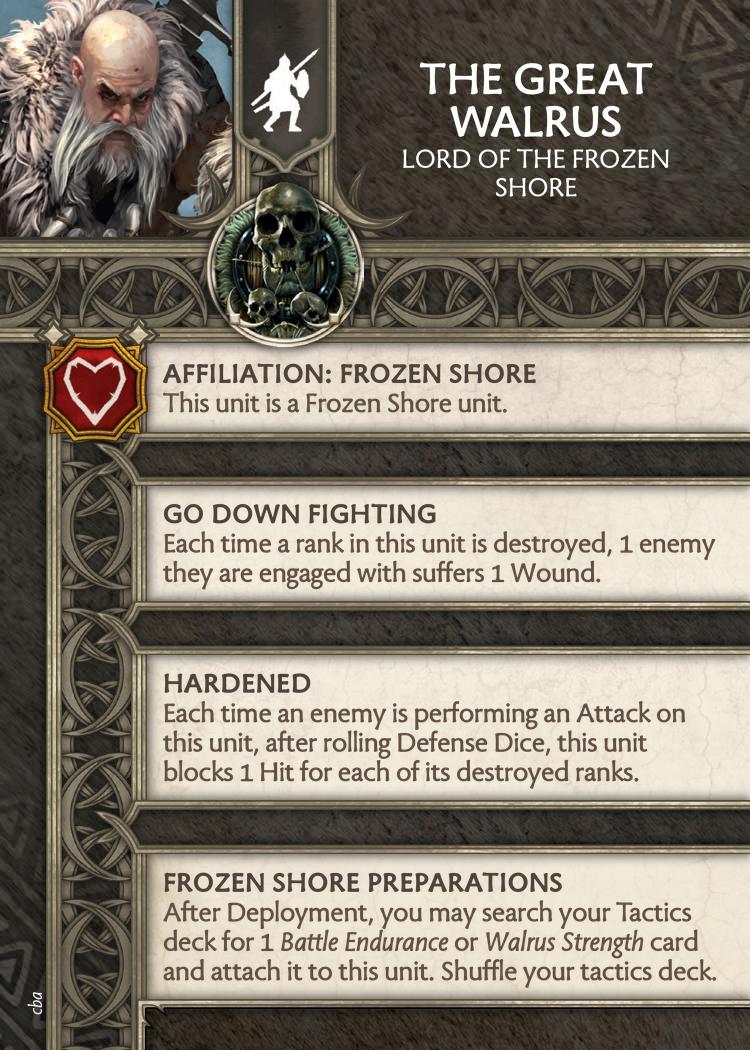 THE GREAT
WALRUS
LORD OF THE FROZEN
SHORE
AFFILIATION: FROZEN SHORE
This unit is a Frozen Shore unit.
GO DOWN FIGHTING
Each time a rank in this unit is destroyed, 1 enemy
they are engaged with suffers 1 Wound.
HARDENED
Each time an enemy is performing an Attack on
this unit, after rolling Defense Dice, this unit
blocks 1 Hit for each of its destroyed ranks.
FROZEN SHORE PREPARATIONS
After Deployment, you may search your Tactics
deck for 1 Battle Endurance or Walrus Strength card
and attach it to this unit. Shuffle your tactics deck.
cba